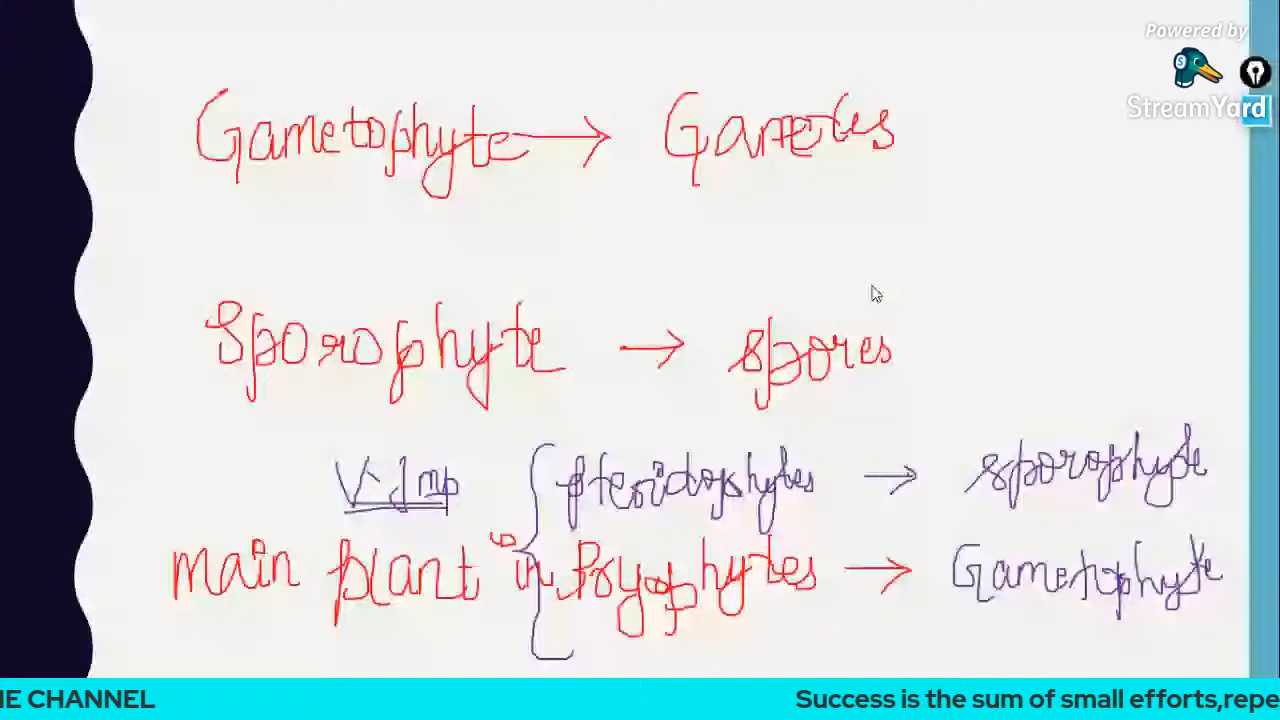 Powered by
StreamYard
Gametophyte → Gametes
Sporophyte → spores
V.Imp { pteridophytes → sporophyte
main plant in Bryophytes → Gametophyte
IE CHANNEL
Success is the sum of small efforts,repe